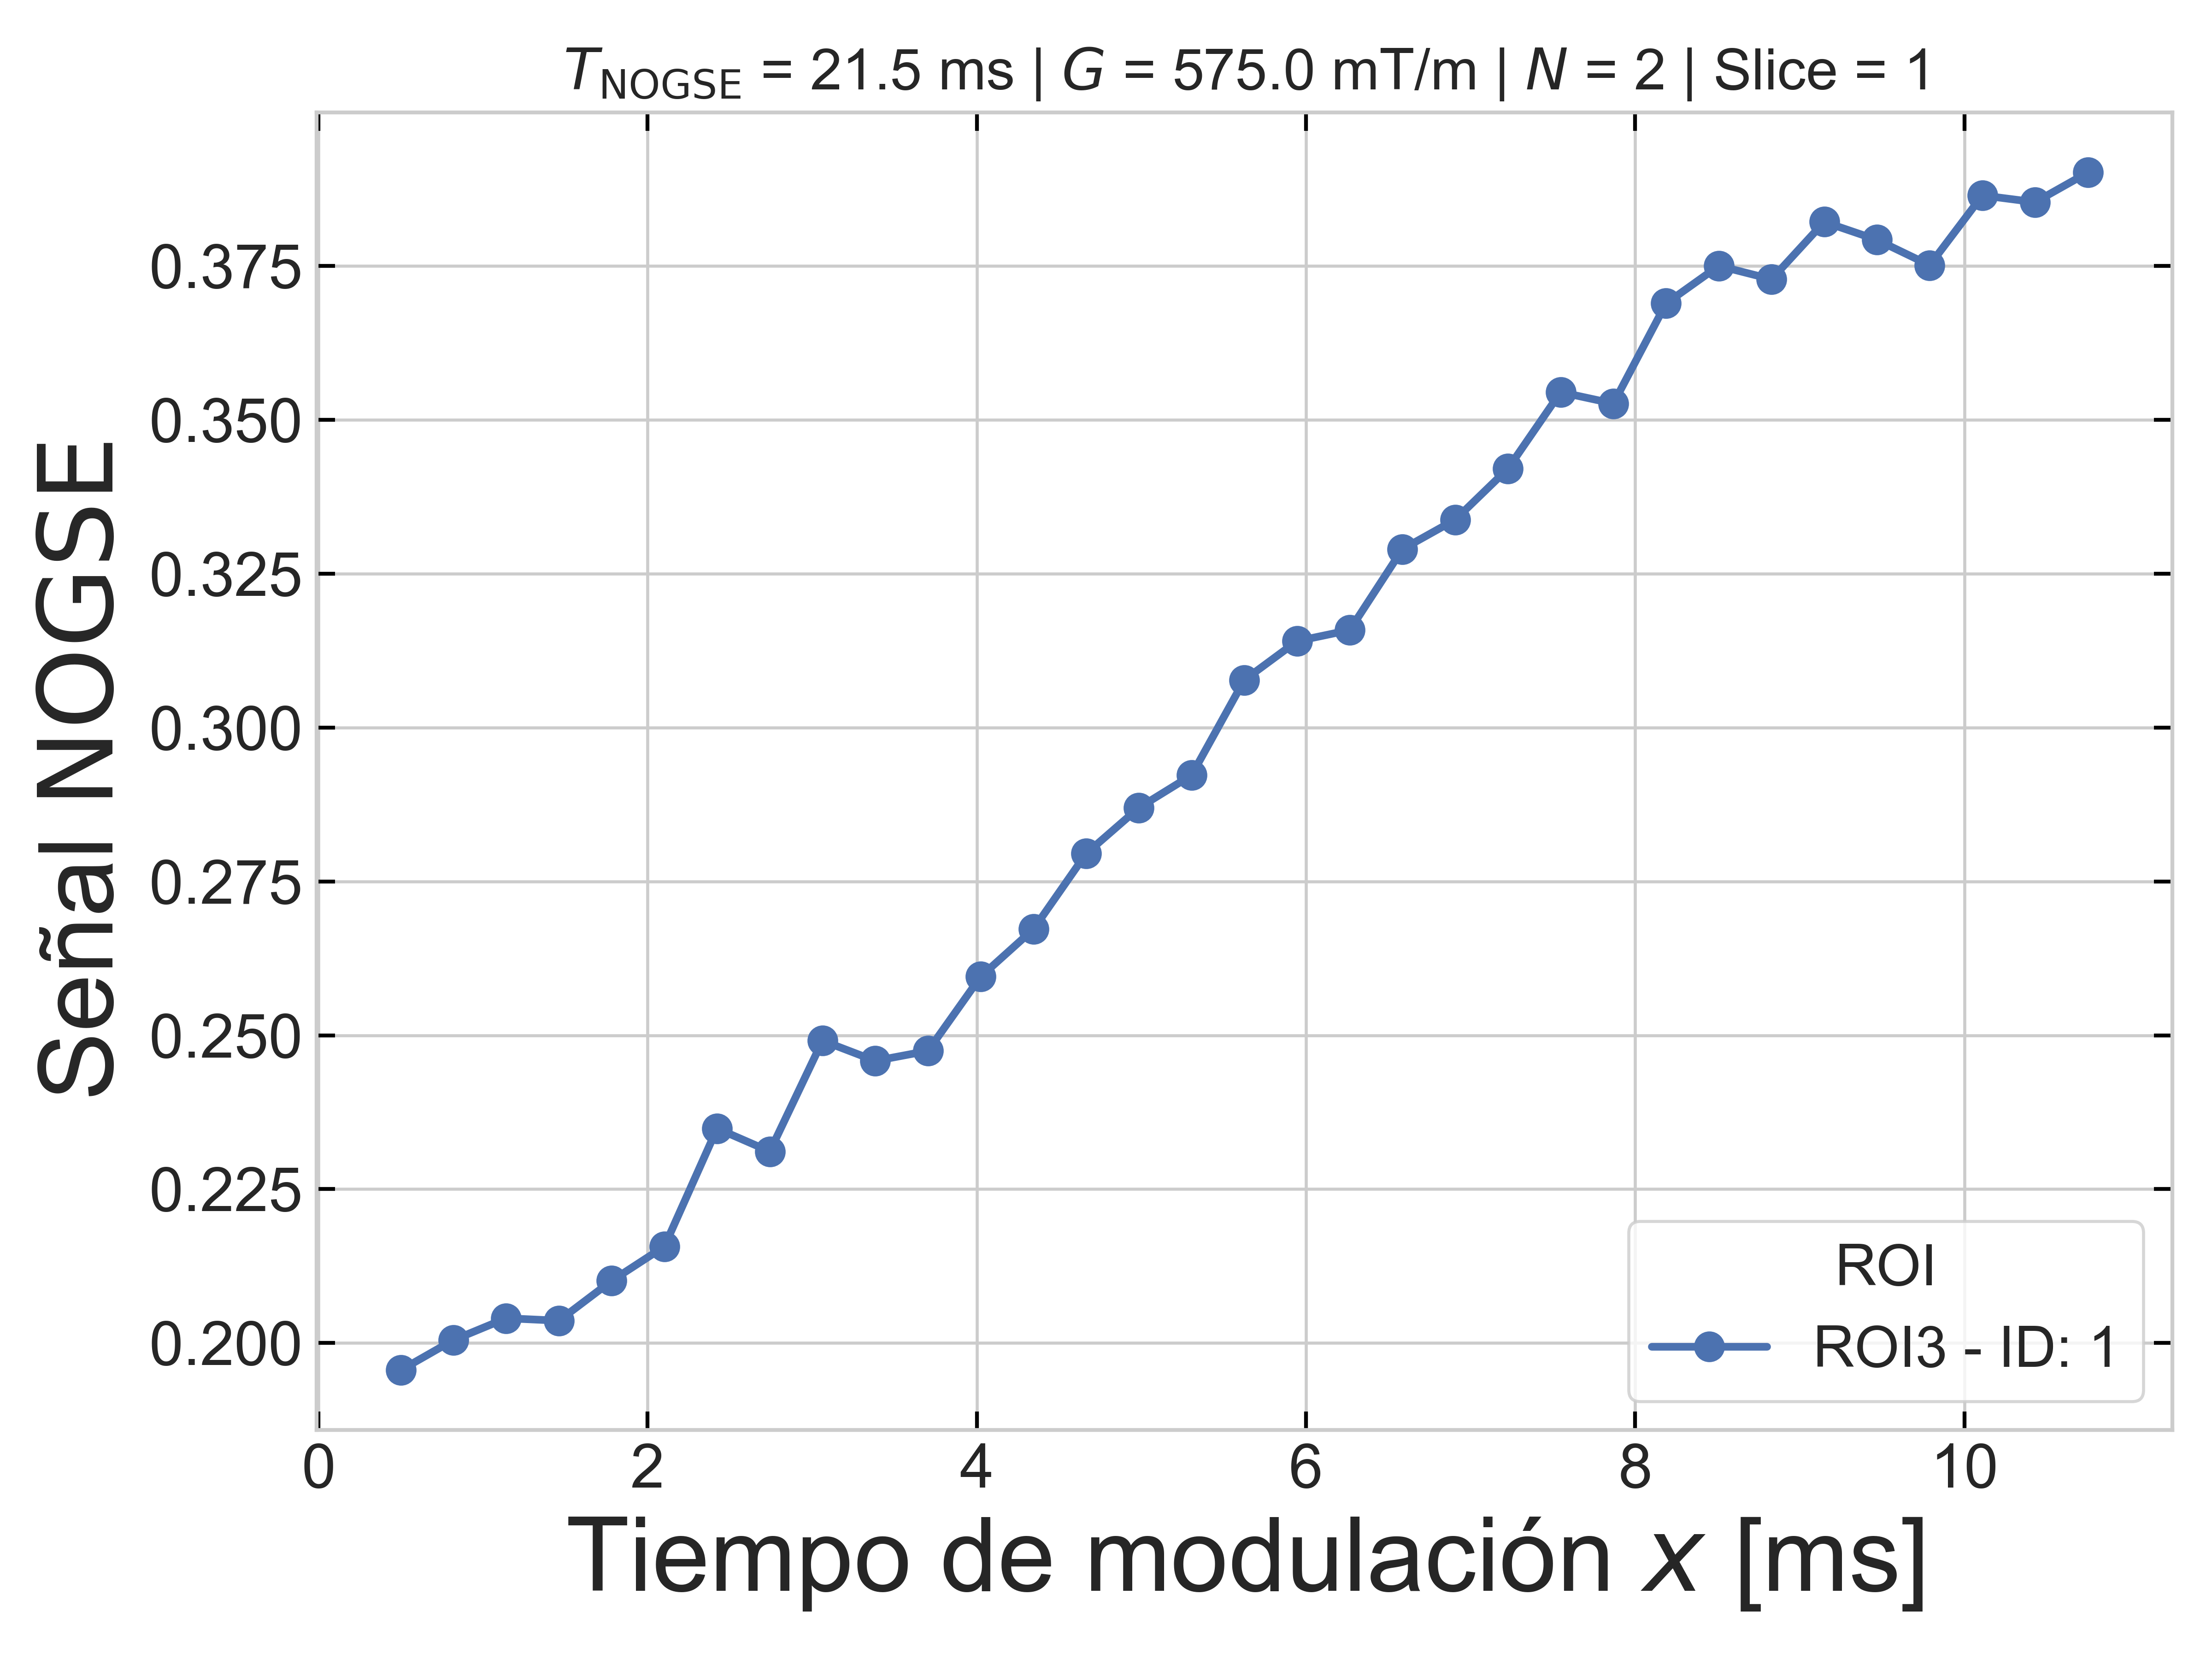 T_NOGSE = 21.5 ms | G = 575.0 mT/m | N = 2 | Slice = 1
Señal NOGSE
0.375
0.350
0.325
0.300
0.275
0.250
0.225
0.200
ROI
ROI3 - ID: 1
0 2 4 6 8 10
Tiempo de modulación x [ms]